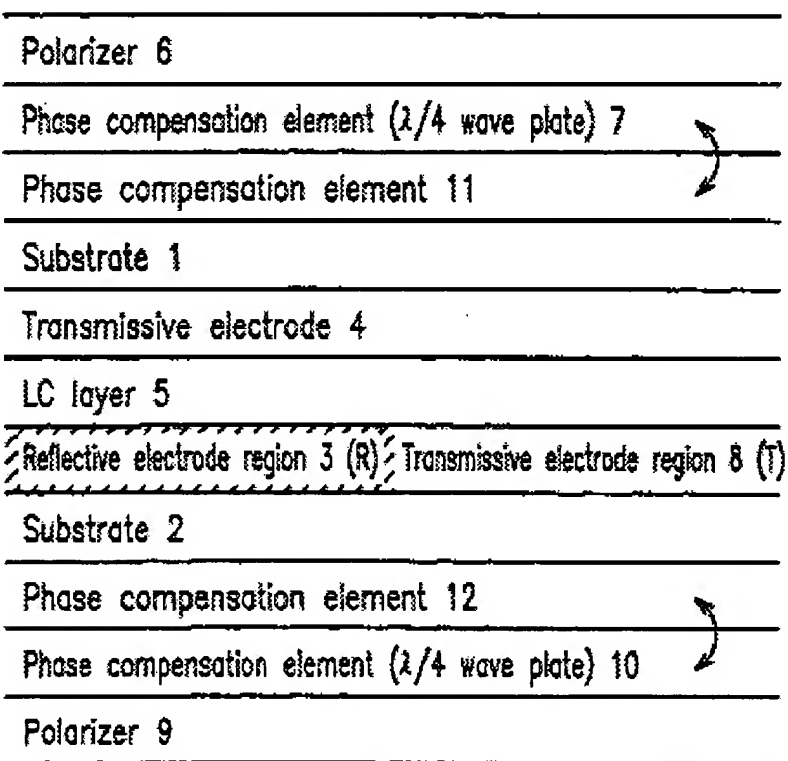 Polarizer 6
Phase compensation element (λ/4 wave plate) 7
Phase compensation element 11
Substrate 1
Transmissive electrode 4
LC layer 5
Reflective electrode region 3 (R) Transmissive electrode region 8 (T)
Substrate 2
Phase compensation element 12
Phase compensation element (λ/4 wave plate) 10
Polarizer 9